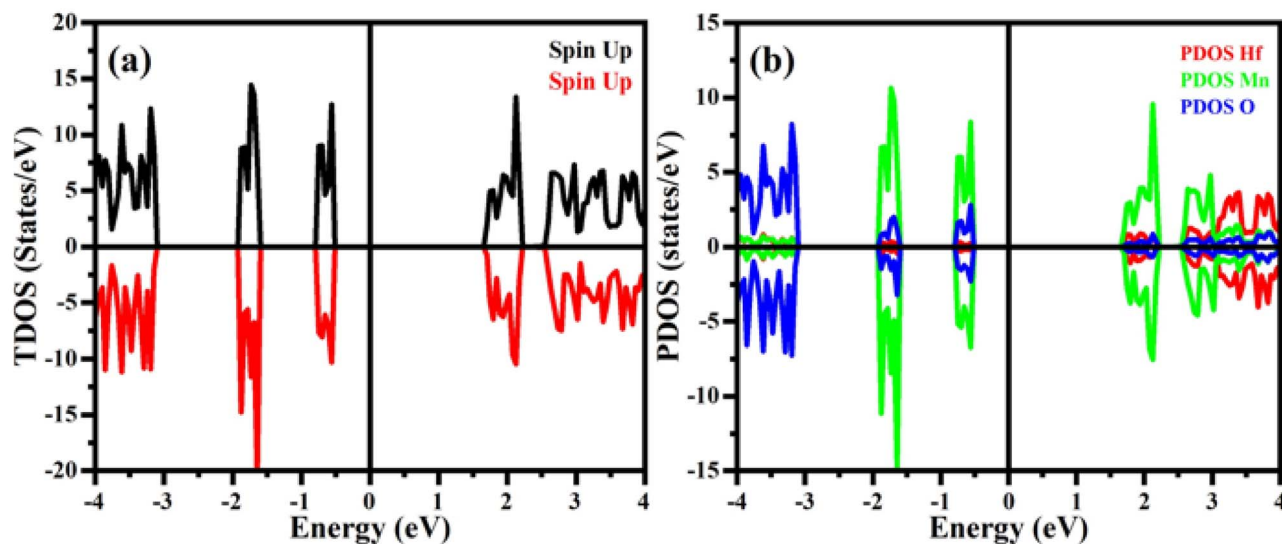 (a)
Spin Up
Spin Up
TDOS (States/eV)
20
15
10
5
0
-5
-10
-15
-20
-4 -3 -2 -1 0 1 2 3 4
Energy (eV)
(b)
PDOS Hf
PDOS Mn
PDOS O
PDOS (states/eV)
15
10
5
0
-5
-10
-15
-4 -3 -2 -1 0 1 2 3 4
Energy (eV)